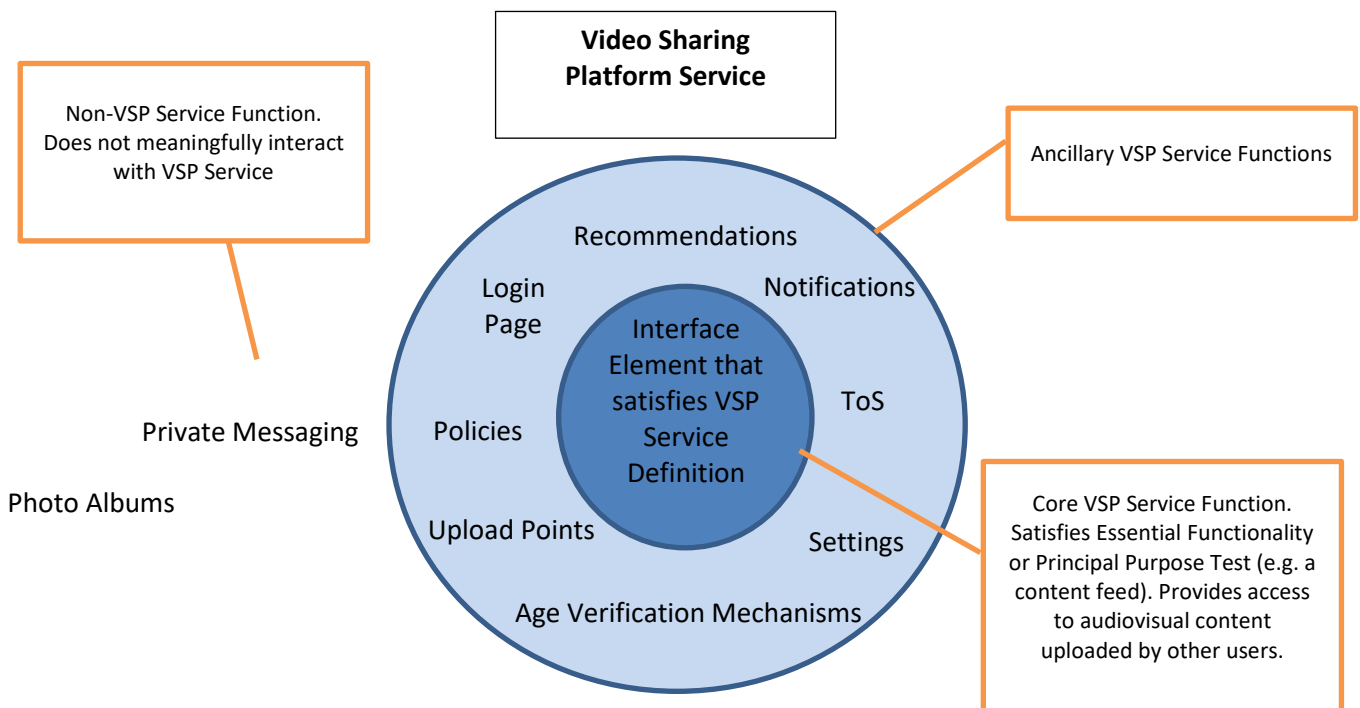 Video Sharing
Platform Service
Non-VSP Service Function.
Does not meaningfully interact
with VSP Service
Ancillary VSP Service Functions
Recommendations
Login
Page
Notifications
Interface
Element that
satisfies VSP
Service
Definition
ToS
Private Messaging
Policies
Photo Albums
Upload Points
Settings
Age Verification Mechanisms
Core VSP Service Function.
Satisfies Essential Functionality
or Principal Purpose Test (e.g. a
content feed). Provides access
to audiovisual content
uploaded by other users.